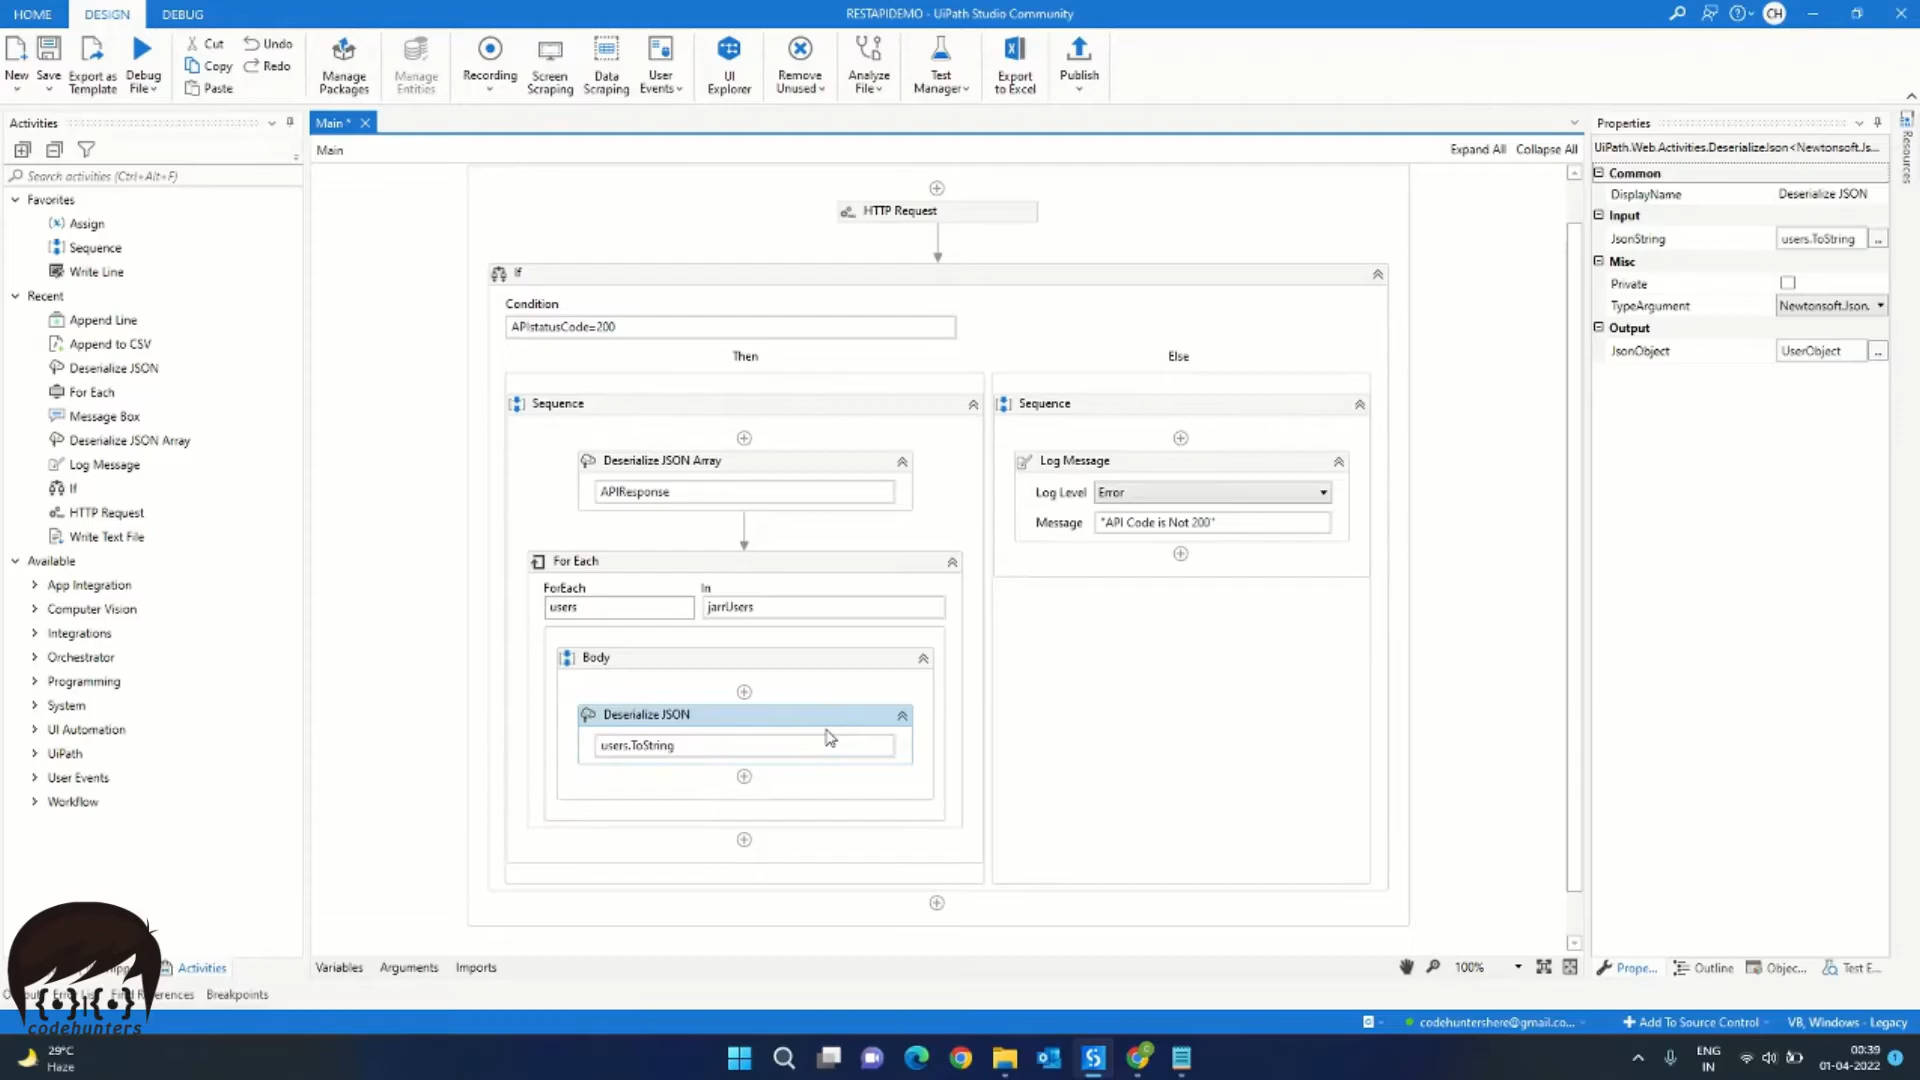 HOME DESIGN DEBUG
RESTAPIDEMO - UiPath Studio Community
CH
New
Save
Export as Template
Debug File
Cut
Copy
Paste
Undo
Redo
Manage Packages
Manage Entities
Recording
Screen Scraping
Data Scraping
User Events
UI Explorer
Remove Unused
Analyze File
Test Manager
Export to Excel
Publish
Activities
Search activities (Ctrl+Alt+F)
Favorites
Assign
Sequence
Write Line
Recent
Append Line
Append to CSV
Deserialize JSON
For Each
Message Box
Deserialize JSON Array
Log Message
If
HTTP Request
Write Text File
Available
App Integration
Computer Vision
Integrations
Orchestrator
Programming
System
UI Automation
UiPath
User Events
Workflow
Activities
References
Breakpoints
codehunters
Main *
Main
Expand All Collapse All
HTTP Request
If
Condition
APIstatusCode=200
Then
Else
Sequence
Deserialize JSON Array
APIResponse
For Each
ForEach In
users jarrUsers
Body
Deserialize JSON
users.ToString
Sequence
Log Message
Log Level Error
Message "API Code is Not 200"
Variables Arguments Imports
100%
Properties
UiPath.Web.Activities.DeserializeJson<Newtonsoft.Js...
Common
DisplayName Deserialize JSON
Input
JsonString users.ToString ...
Misc
Private
TypeArgument Newtonsoft.Json.
Output
JsonObject UserObject ...
Resources
Prope... Outline Objec... Test E...
codehuntershere@gmail.co...
Add To Source Control
VB, Windows - Legacy
29°C
Haze
ENG
IN
00:39
01-04-2022
1